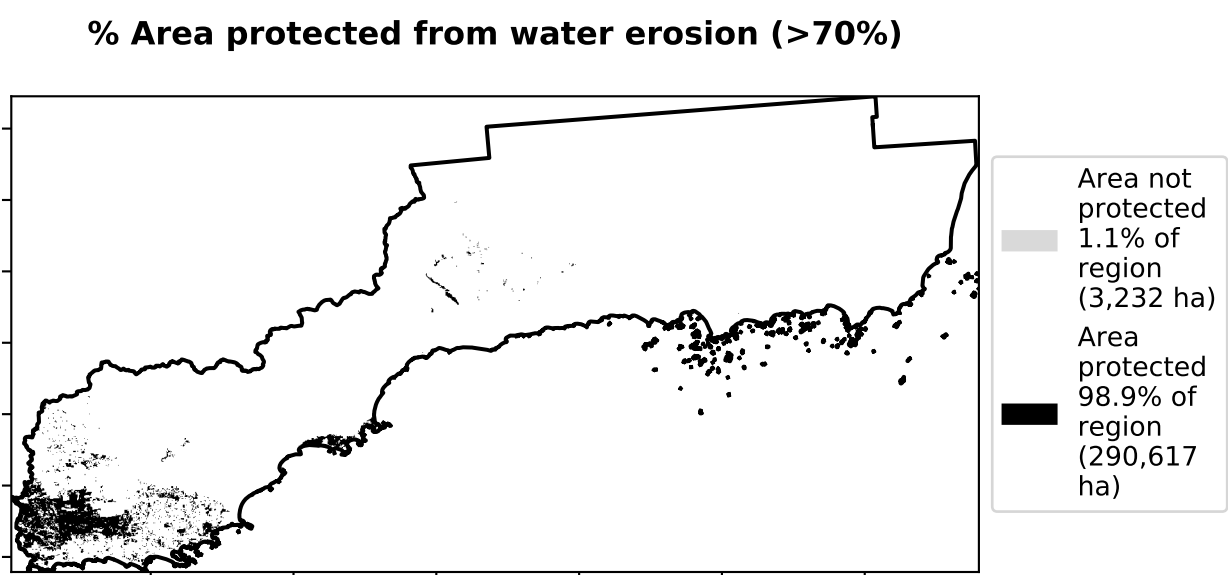 % Area protected from water erosion (>70%)
Area not
protected
1.1% of
region
(3,232 ha)
Area
protected
98.9% of
region
(290,617
ha)